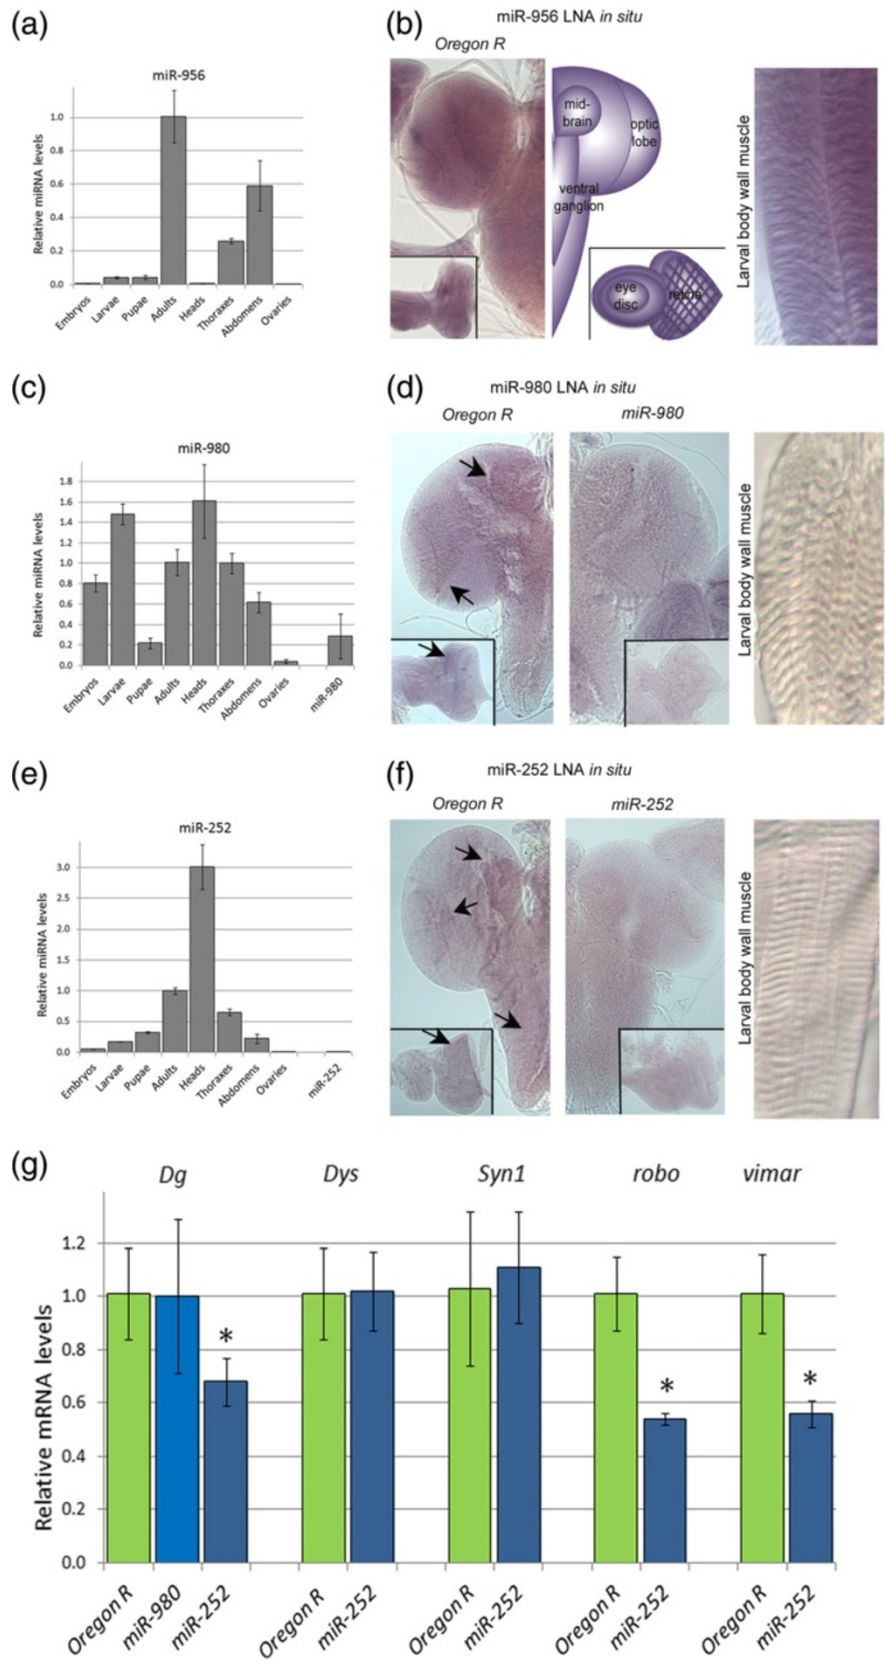 (a)
miR-956
Relative miRNA levels
1.0
0.8
0.6
0.4
0.2
0.0
Embryos
Larvae
Pupae
Adults
Heads
Thoraxes
Abdomens
Ovaries
(b)
miR-956 LNA in situ
Oregon R
mid-
brain
optic
lobe
ventral
ganglion
eye
disc
retina
Larval body wall muscle
(c)
miR-980
Relative miRNA levels
1.8
1.6
1.4
1.2
1.0
0.8
0.6
0.4
0.2
0.0
Embryos
Larvae
Pupae
Adults
Heads
Thoraxes
Abdomens
Ovaries
miR-980
(d)
miR-980 LNA in situ
Oregon R
miR-980
Larval body wall muscle
(e)
miR-252
Relative miRNA levels
3.0
2.5
2.0
1.5
1.0
0.5
0.0
Embryos
Larvae
Pupae
Adults
Heads
Thoraxes
Abdomens
Ovaries
miR-252
(f)
miR-252 LNA in situ
Oregon R
miR-252
Larval body wall muscle
(g)
Dg Dys Syn1 robo vimar
Relative mRNA levels
1.2
1.0
0.8
0.6
0.4
0.2
0.0
*
*
*
Oregon R
miR-980
miR-252
Oregon R
miR-252
Oregon R
miR-252
Oregon R
miR-252
Oregon R
miR-252